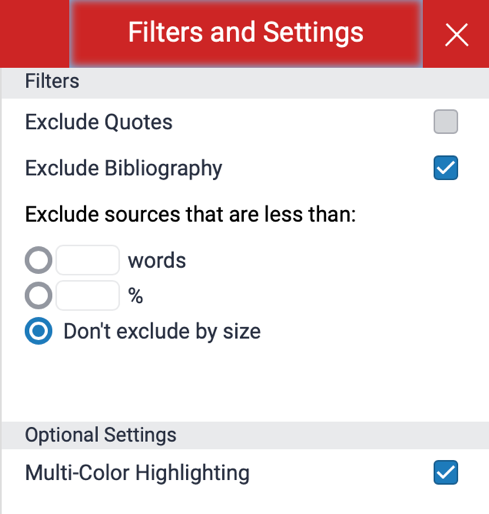 Filters and Settings
Filters
Exclude Quotes
Exclude Bibliography
Exclude sources that are less than:
words
%
Don't exclude by size
Optional Settings
Multi-Color Highlighting